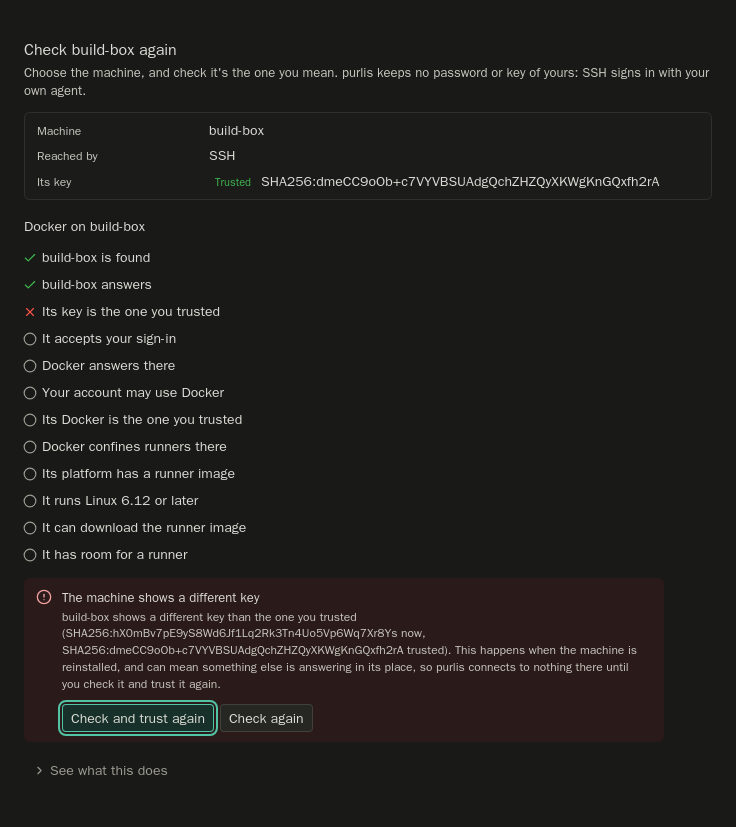 Check build-box again
Choose the machine, and check it's the one you mean. purlis keeps no password or key of yours: SSH signs in with your
own agent.
Machine build-box
Reached by SSH
Its key Trusted SHA256:dmeCC9oOb+c7VYVBSUAdgQchZHZQyXKWgKnGQxfh2rA
Docker on build-box
build-box is found
build-box answers
Its key is the one you trusted
It accepts your sign-in
Docker answers there
Your account may use Docker
Its Docker is the one you trusted
Docker confines runners there
Its platform has a runner image
It runs Linux 6.12 or later
It can download the runner image
It has room for a runner
The machine shows a different key
build-box shows a different key than the one you trusted
(SHA256:hX0mBv7pE9yS8Wd6Jf1Lq2Rk3Tn4Uo5Vp6Wq7Xr8Ys now,
SHA256:dmeCC9oOb+c7VYVBSUAdgQchZHZQyXKWgKnGQxfh2rA trusted). This happens when the machine is
reinstalled, and can mean something else is answering in its place, so purlis connects to nothing there until
you check it and trust it again.
Check and trust again Check again
See what this does